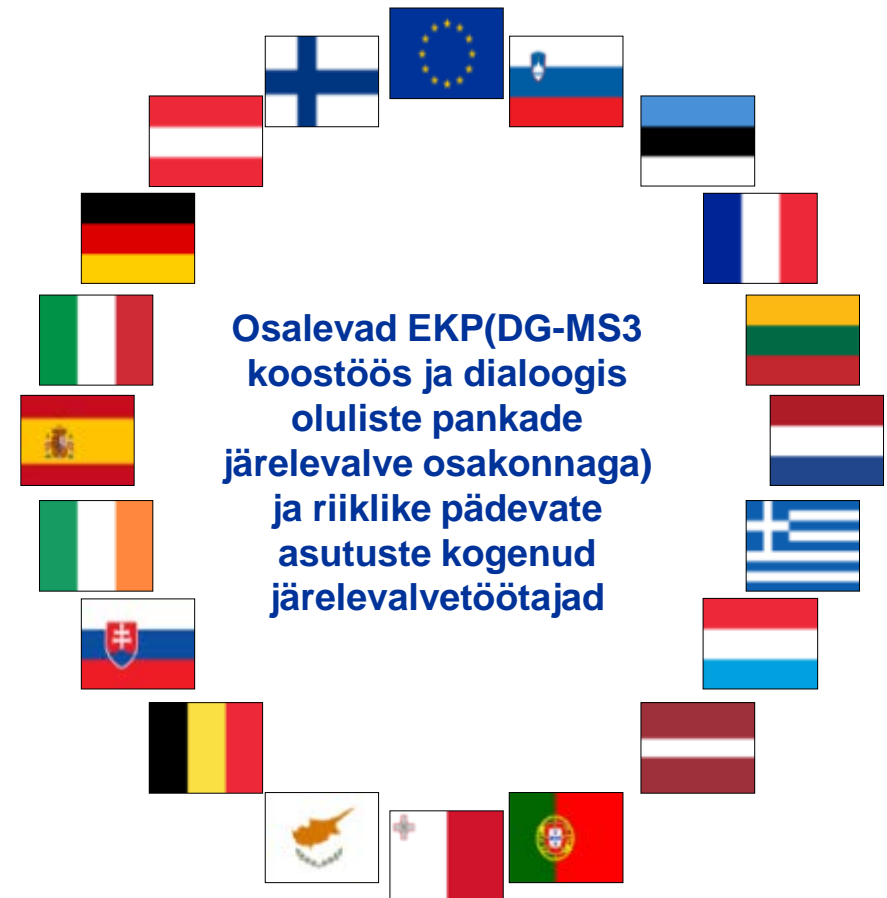 Osalevad EKP(DG-MS3
koostöös ja dialoogis
oluliste pankade
järelevalve osakonnaga)
ja riiklike pädevate
asutuste kogenud
järelevalvetöötajad